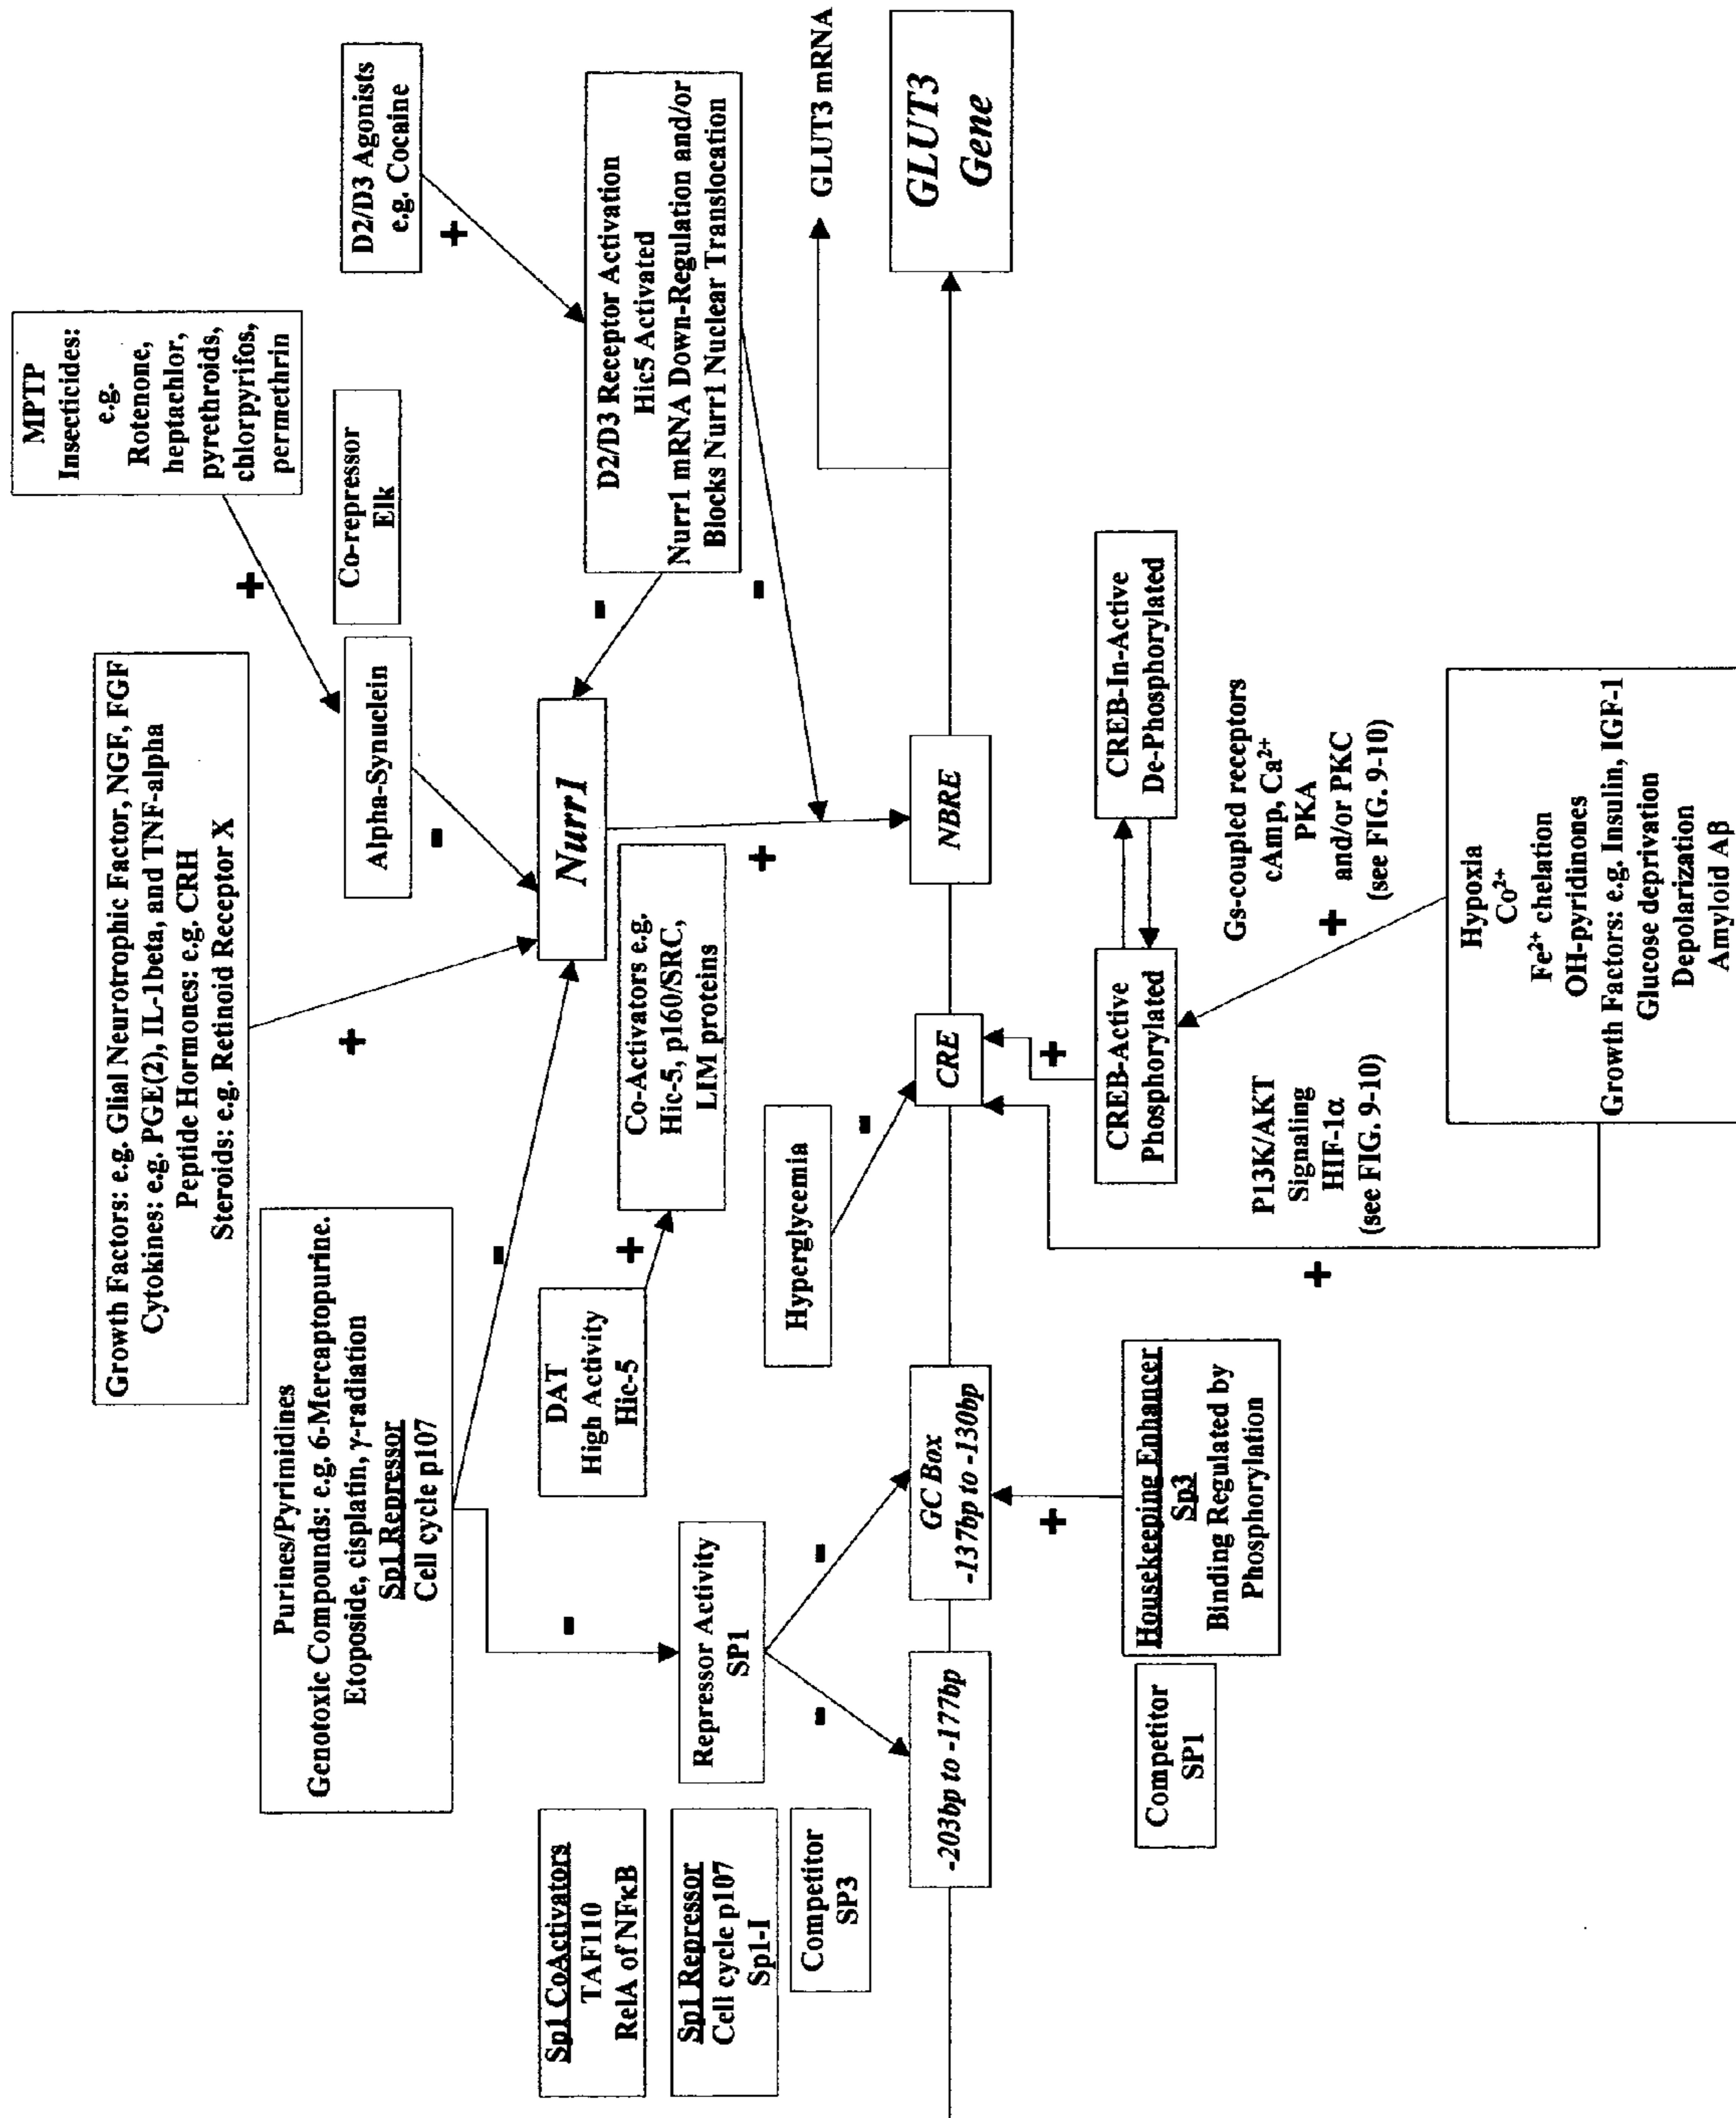 Growth Factors: e.g. Glial Neurotrophic Factor, NGF, FGF
Cytokines: e.g. PGE(2), IL-1beta, and TNF-alpha
Peptide Hormones: e.g. CRH
Steroids: e.g. Retinoid Receptor X
MPTP
Insecticides:
e.g.
Rotenone,
heptachlor,
pyrethroids,
chlorpyrifos,
permethrin
Purines/Pyrimidines
Genotoxic Compounds: e.g. 6-Mercaptopurine.
Etoposide, cisplatin, γ-radiation
Sp1 Repressor
Cell cycle p107
+
+
Alpha-Synuclein
Co-repressor
Elk
D2/D3 Agonists
e.g. Cocaine
+
-
-
Sp1 CoActivators
TAF110
RelA of NFκB
-
DAT
High Activity
Hic-5
+
Nurr1
-
D2/D3 Receptor Activation
Hic5 Activated
Nurr1 mRNA Down-Regulation and/or
Blocks Nurr1 Nuclear Translocation
Sp1 Repressor
Cell cycle p107
Sp1-I
Repressor Activity
SP1
Co-Activators e.g.
Hic-5, p160/SRC,
LIM proteins
+
-
Competitor
SP3
-
-
Hyperglycemia
-
GLUT3 mRNA
-203bp to -177bp
GC Box
-137bp to -130bp
CRE
NBRE
GLUT3
Gene
+
+
Competitor
SP1
Housekeeping Enhancer
Sp3
Binding Regulated by
Phosphorylation
CREB-Active
Phosphorylated
CREB-In-Active
De-Phosphorylated
P13K/AKT
Signaling
HIF-1α
(see FIG. 9-10)
+
Gs-coupled receptors
cAmp, Ca2+
PKA
and/or PKC
(see FIG. 9-10)
+
Hypoxia
Co2+
Fe2+ chelation
OH-pyridinones
Growth Factors: e.g. Insulin, IGF-1
Glucose deprivation
Depolarization
Amyloid Aβ